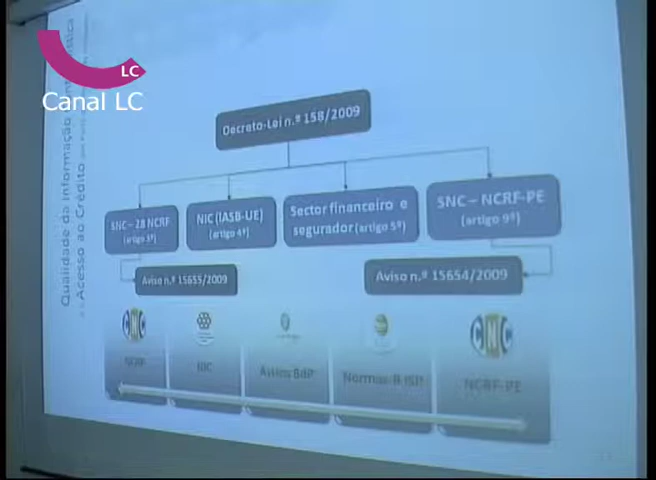 LC
Canal LC
Qualidade da Informação
Acesso ao Crédito
Decreto-Lei n.º 158/2009
SNC – 28 NCRF
(artigo 3º)
NIC (IASB-UE)
(artigo 4º)
Sector financeiro e
segurador (artigo 5º)
SNC – NCRF-PE
(artigo 9º)
Aviso n.º 15655/2009
Aviso n.º 15654/2009
CNC
CNC
NCRF
NIC
Avisos BdP
Normas R ISP
NCRF-PE